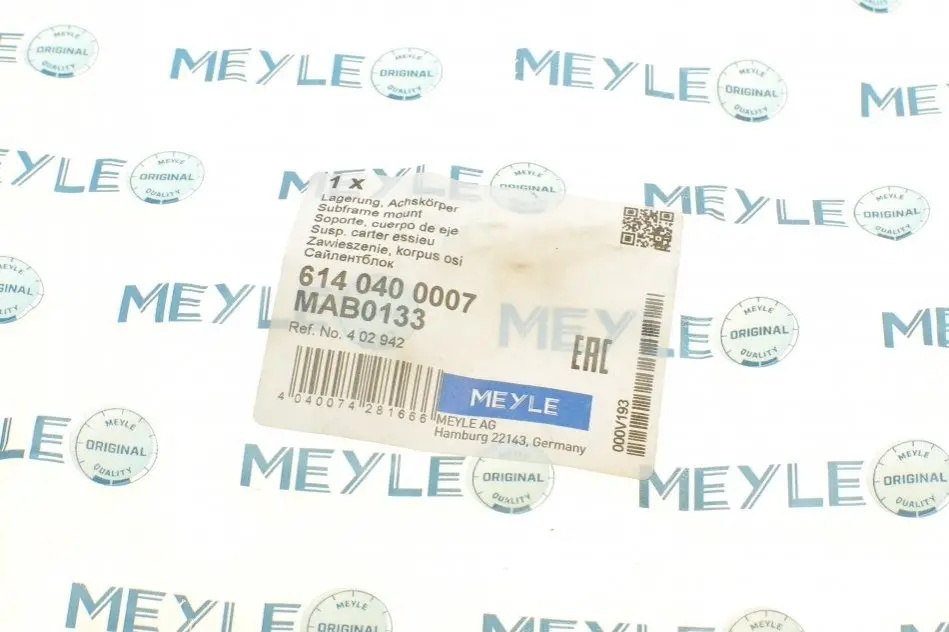 MEYLE
ORIGINAL
QUALITY
1 x
Lagerung, Achskörper
Subframe mount
Soporte, cuerpo de eje
Susp. carter essieu
Zawieszenie, korpus osi
Сайлентблок
614 040 0007
MAB0133
Ref. No. 4 02 942
4 040074 281666
MEYLE
MEYLE AG
Hamburg 22143, Germany
EAC
000V193